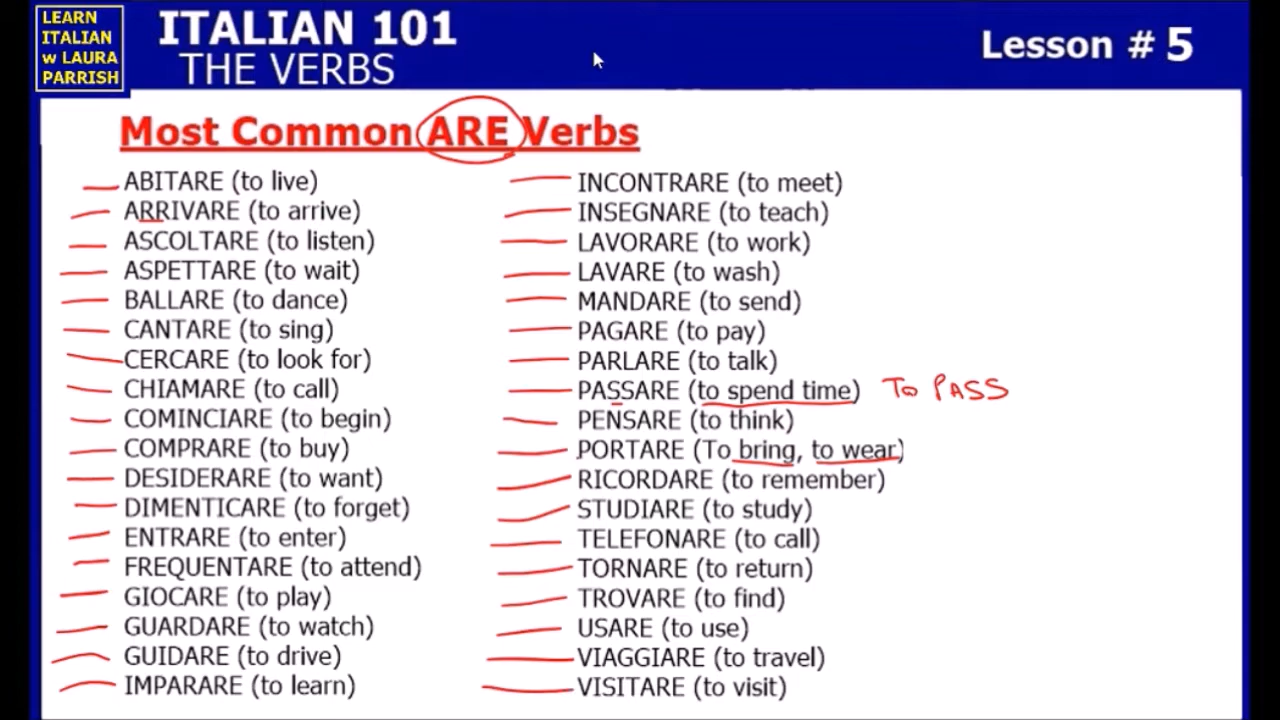 LEARN
ITALIAN
w LAURA
PARRISH
ITALIAN 101
THE VERBS
Lesson # 5
Most Common ARE Verbs
ABITARE (to live)
ARRIVARE (to arrive)
ASCOLTARE (to listen)
ASPETTARE (to wait)
BALLARE (to dance)
CANTARE (to sing)
CERCARE (to look for)
CHIAMARE (to call)
COMINCIARE (to begin)
COMPRARE (to buy)
DESIDERARE (to want)
DIMENTICARE (to forget)
ENTRARE (to enter)
FREQUENTARE (to attend)
GIOCARE (to play)
GUARDARE (to watch)
GUIDARE (to drive)
IMPARARE (to learn)
INCONTRARE (to meet)
INSEGNARE (to teach)
LAVORARE (to work)
LAVARE (to wash)
MANDARE (to send)
PAGARE (to pay)
PARLARE (to talk)
PASSARE (to spend time) TO PASS
PENSARE (to think)
PORTARE (To bring, to wear)
RICORDARE (to remember)
STUDIARE (to study)
TELEFONARE (to call)
TORNARE (to return)
TROVARE (to find)
USARE (to use)
VIAGGIARE (to travel)
VISITARE (to visit)